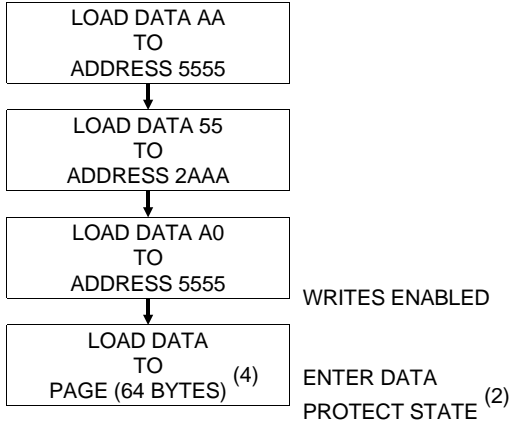 LOAD DATA AA
TO
ADDRESS 5555
LOAD DATA 55
TO
ADDRESS 2AAA
LOAD DATA A0
TO
ADDRESS 5555
WRITES ENABLED
LOAD DATA
TO
PAGE (64 BYTES) (4)
ENTER DATA
PROTECT STATE (2)